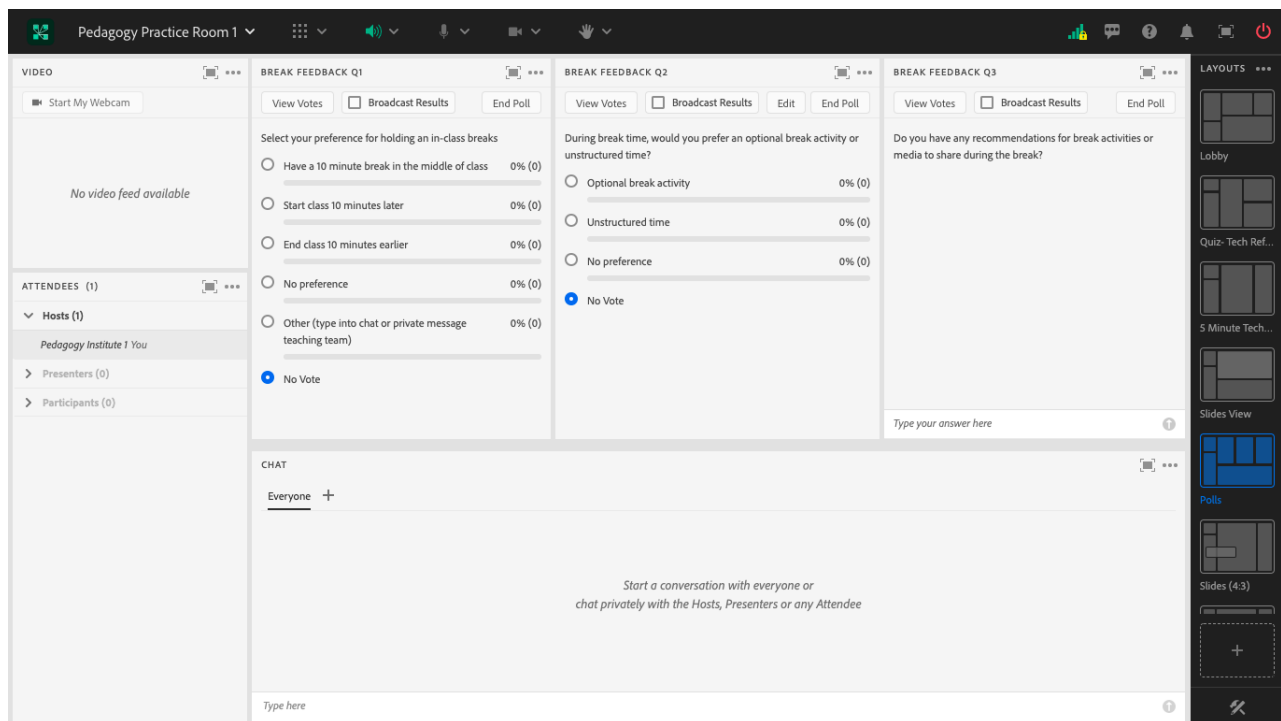 Pedagogy Practice Room 1
VIDEO
Start My Webcam
No video feed available
ATTENDEES (1)
Hosts (1)
Pedagogy Institute 1 You
Presenters (0)
Participants (0)
BREAK FEEDBACK Q1
View Votes Broadcast Results End Poll
Select your preference for holding an in-class breaks
Have a 10 minute break in the middle of class 0% (0)
Start class 10 minutes later 0% (0)
End class 10 minutes earlier 0% (0)
No preference 0% (0)
Other (type into chat or private message 0% (0)
teaching team)
No Vote
BREAK FEEDBACK Q2
View Votes Broadcast Results Edit End Poll
During break time, would you prefer an optional break activity or
unstructured time?
Optional break activity 0% (0)
Unstructured time 0% (0)
No preference 0% (0)
No Vote
BREAK FEEDBACK Q3
View Votes Broadcast Results End Poll
Do you have any recommendations for break activities or
media to share during the break?
Type your answer here
CHAT
Everyone
Start a conversation with everyone or
chat privately with the Hosts, Presenters or any Attendee
Type here
LAYOUTS
Lobby
Quiz- Tech Ref...
5 Minute Tech...
Slides View
Polls
Slides (4:3)